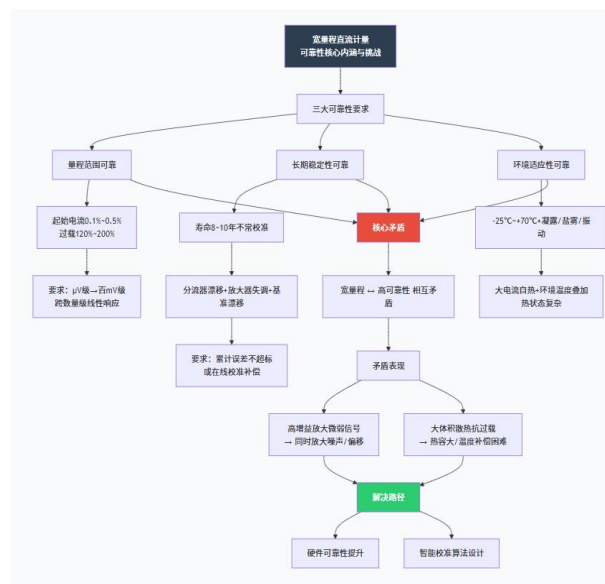 宽量程直流计量
可靠性核心内涵与挑战
三大可靠性要求
量程范围可靠
长期稳定性可靠
环境适应性可靠
起始电流0.1%~0.5%
过载120%~200%
寿命8~10年不常校准
核心矛盾
-25℃~+70℃+凝露/盐雾/振
动
要求：μV级→百mV级
跨数量级线性响应
分流器漂移+放大器失调+基
准漂移
宽量程 ↔ 高可靠性 相互矛
盾
大电流自热+环境温度叠加
热状态复杂
要求：累计误差不超标
或在线校准补偿
矛盾表现
高增益放大微弱信号
→ 同时放大噪声/偏移
大体积散热抗过载
→ 热容大/温度补偿困难
解决路径
硬件可靠性提升
智能校准算法设计